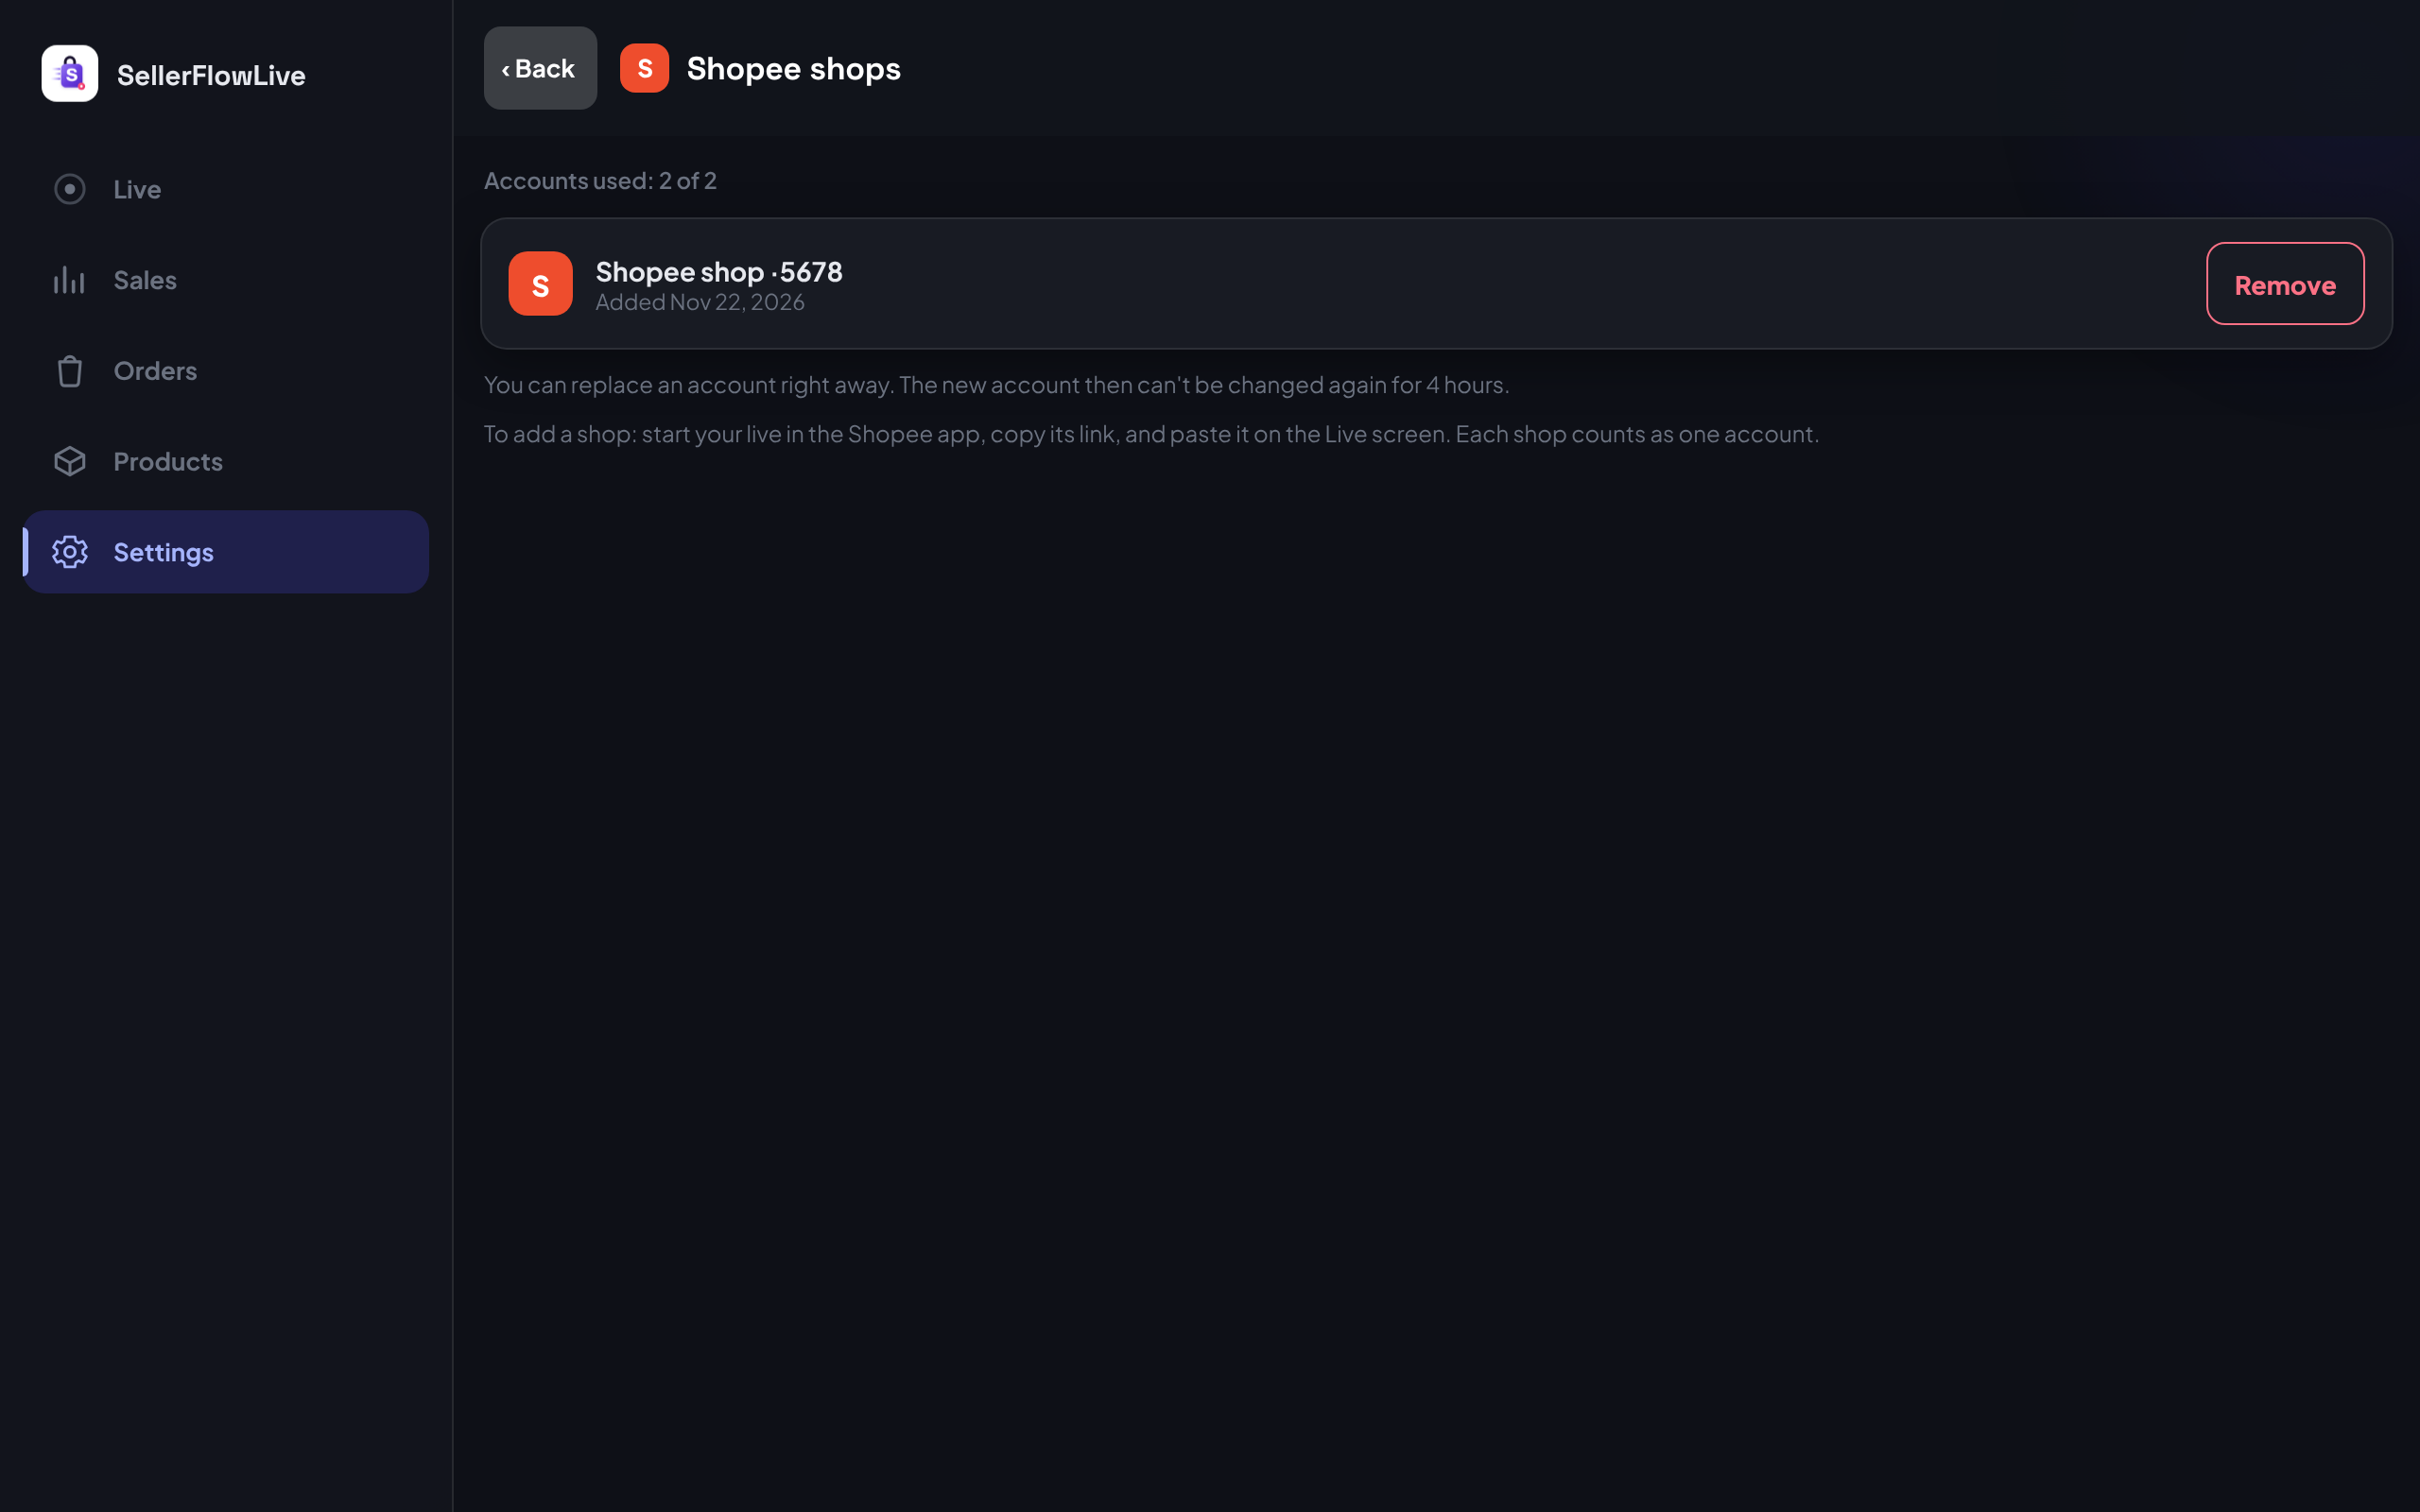 SellerFlowLive
Live
Sales
Orders
Products
Settings
‹ Back
S
Shopee shops
Accounts used: 2 of 2
S
Shopee shop ·5678
Added Nov 22, 2026
Remove
You can replace an account right away. The new account then can't be changed again for 4 hours.
To add a shop: start your live in the Shopee app, copy its link, and paste it on the Live screen. Each shop counts as one account.